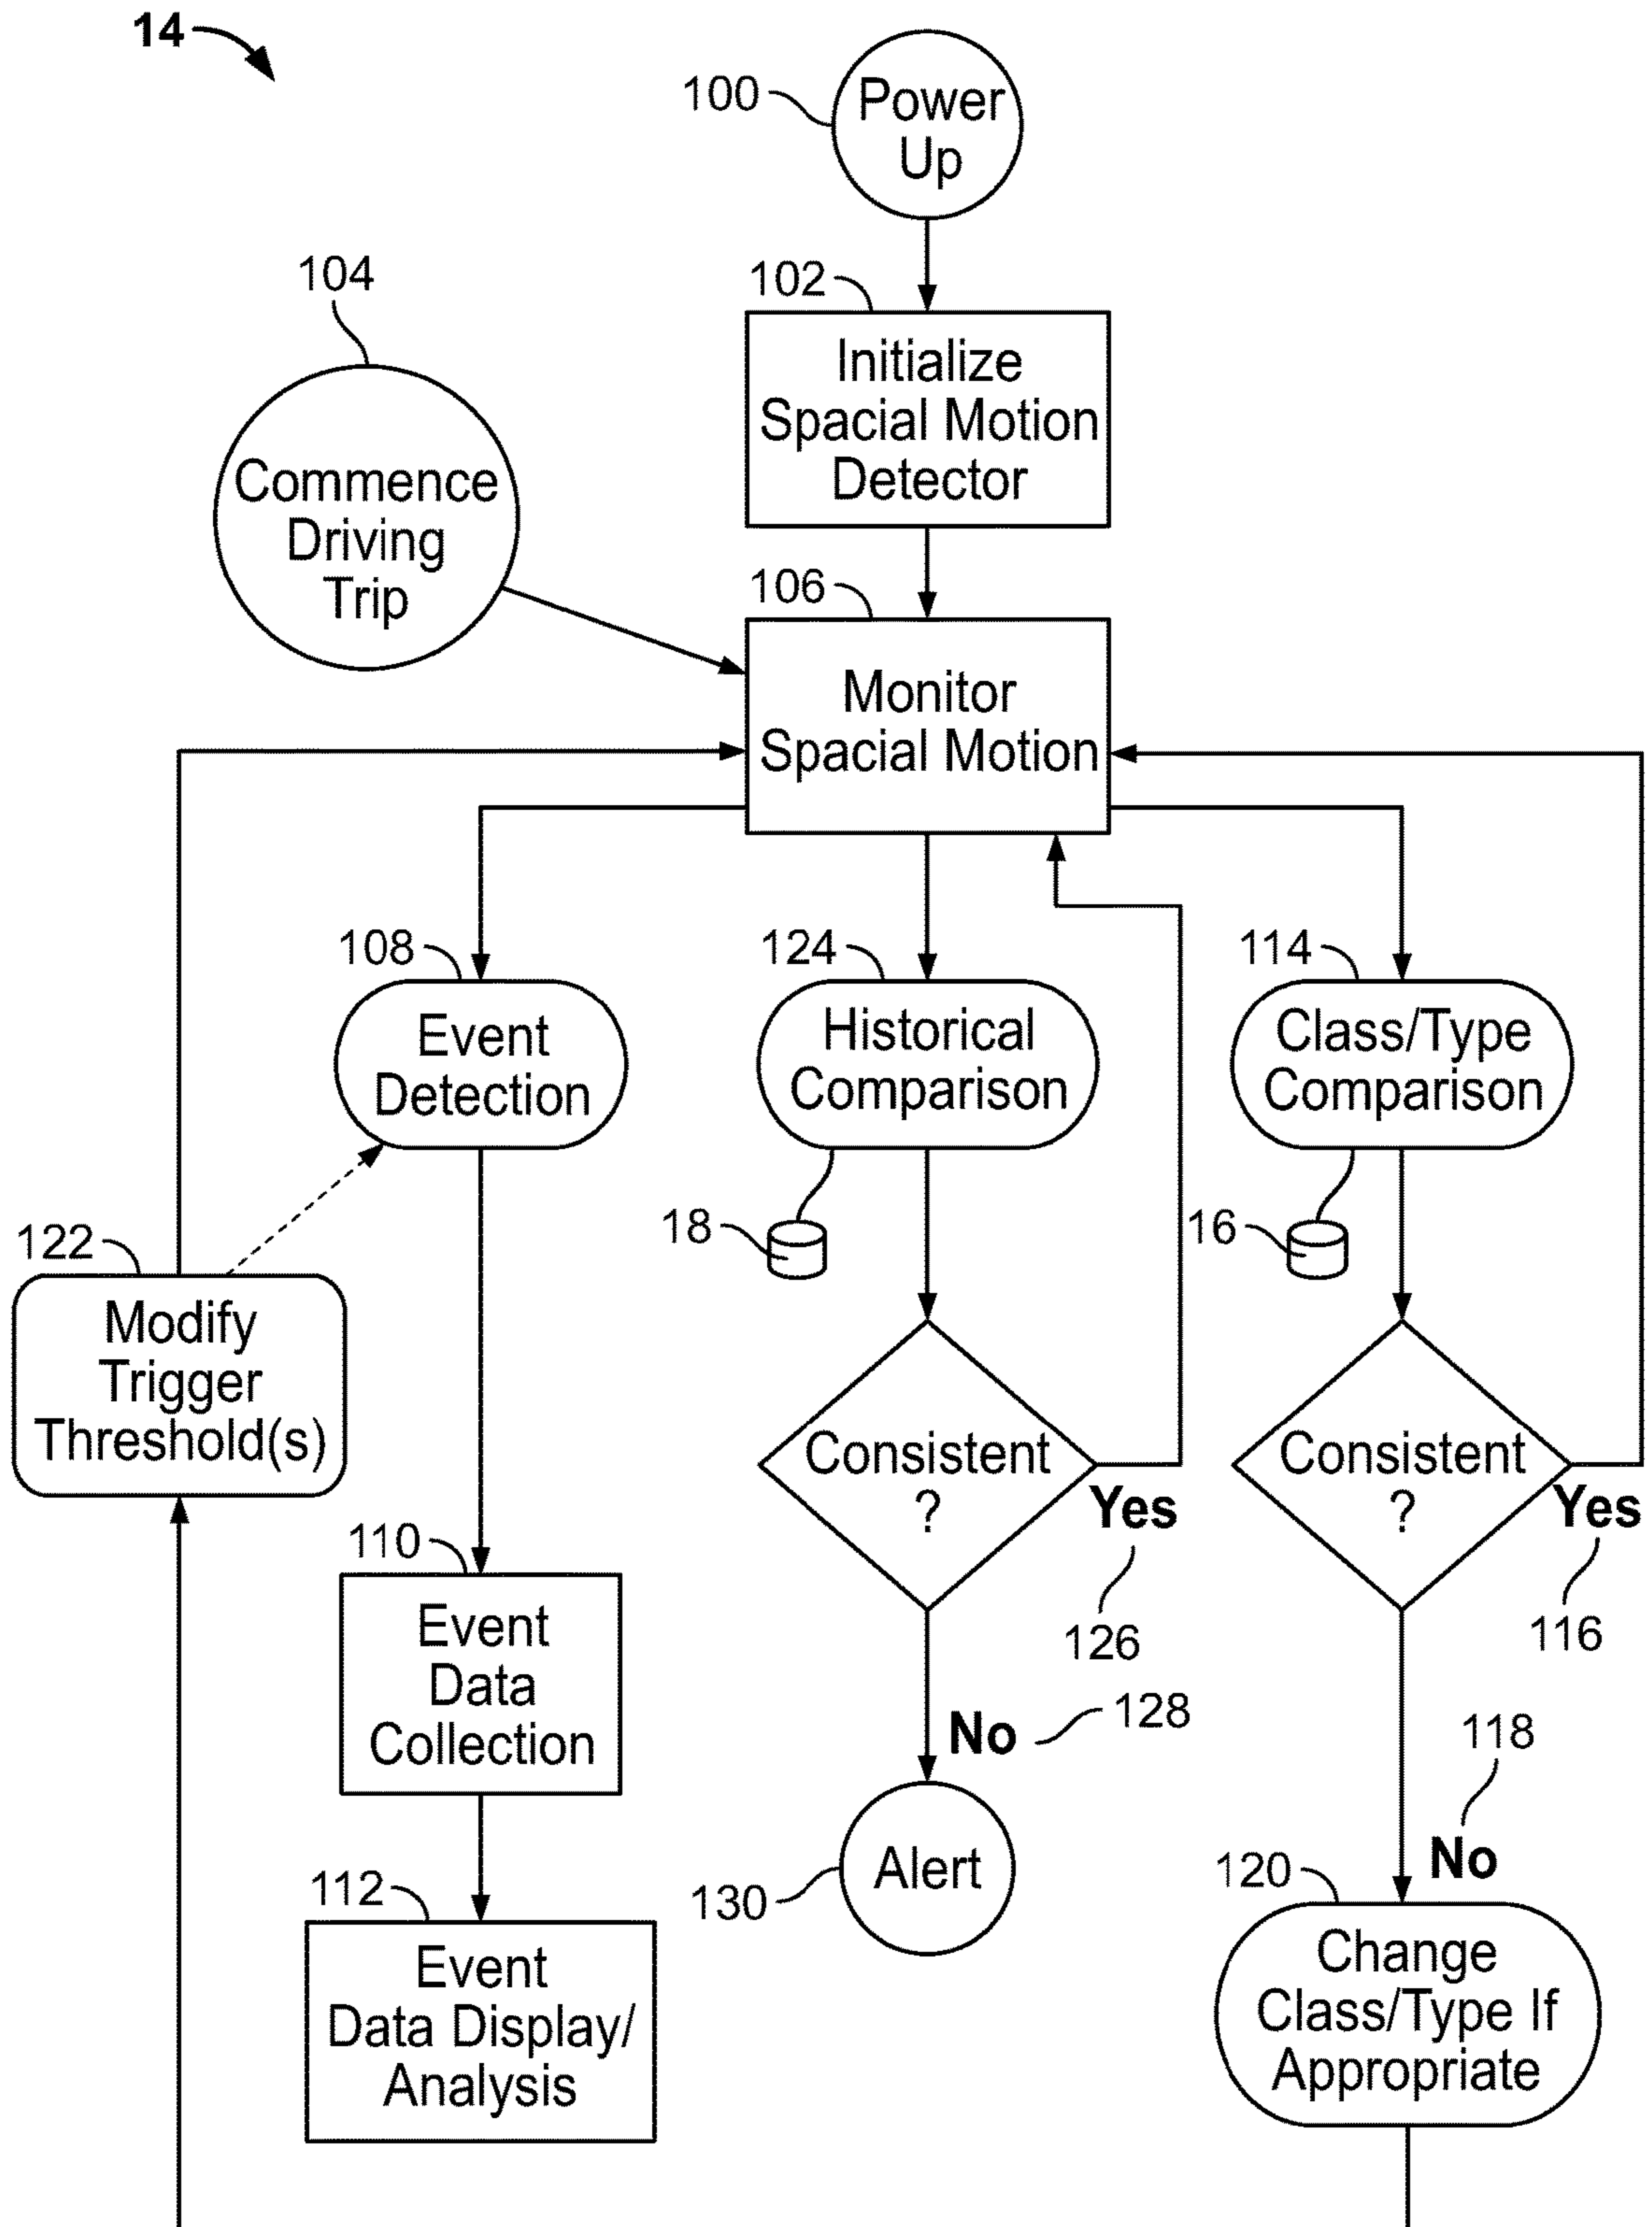 14
100
Power
Up
102
Initialize
Spacial Motion
Detector
104
Commence
Driving
Trip
106
Monitor
Spacial Motion
108
Event
Detection
124
Historical
Comparison
114
Class/Type
Comparison
18
16
122
Modify
Trigger
Threshold(s)
Consistent
?
Yes
126
Consistent
?
Yes
116
110
Event
Data
Collection
No
128
118
No
112
Event
Data Display/
Analysis
130
Alert
120
Change
Class/Type If
Appropriate